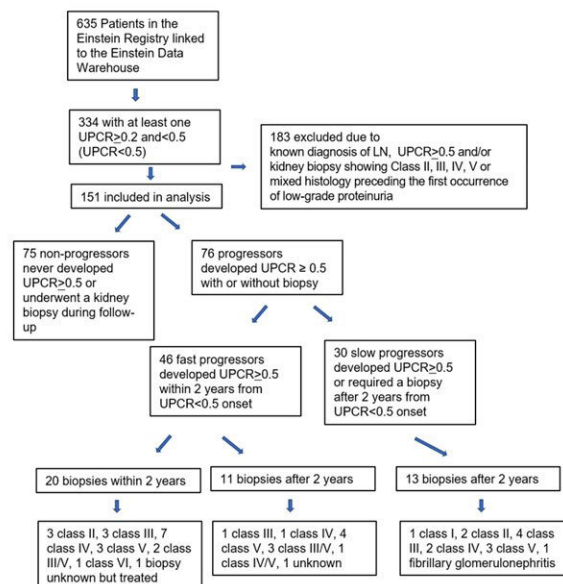 635 Patients in the
Einstein Registry linked
to the Einstein Data
Warehouse
334 with at least one
UPCR≥0.2 and<0.5
(UPCR<0.5)
183 excluded due to
known diagnosis of LN, UPCR≥0.5 and/or
kidney biopsy showing Class II, III, IV, V or
mixed histology preceding the first occurrence
of low-grade proteinuria
151 included in analysis
75 non-progressors
never developed
UPCR≥0.5 or
underwent a kidney
biopsy during follow-
up
76 progressors
developed UPCR ≥ 0.5
with or without biopsy
46 fast progressors
developed UPCR≥0.5
within 2 years from
UPCR<0.5 onset
30 slow progressors
developed UPCR≥0.5
or required a biopsy
after 2 years from
UPCR<0.5 onset
20 biopsies within 2 years
11 biopsies after 2 years
13 biopsies after 2 years
3 class II, 3 class III, 7
class IV, 3 class V, 2 class
III/V, 1 class VI, 1 biopsy
unknown but treated
1 class III, 1 class IV, 4
class V, 3 class III/V, 1
class IV/V, 1 unknown
1 class I, 2 class II, 4 class
III, 2 class IV, 3 class V, 1
fibrillary glomerulonephritis